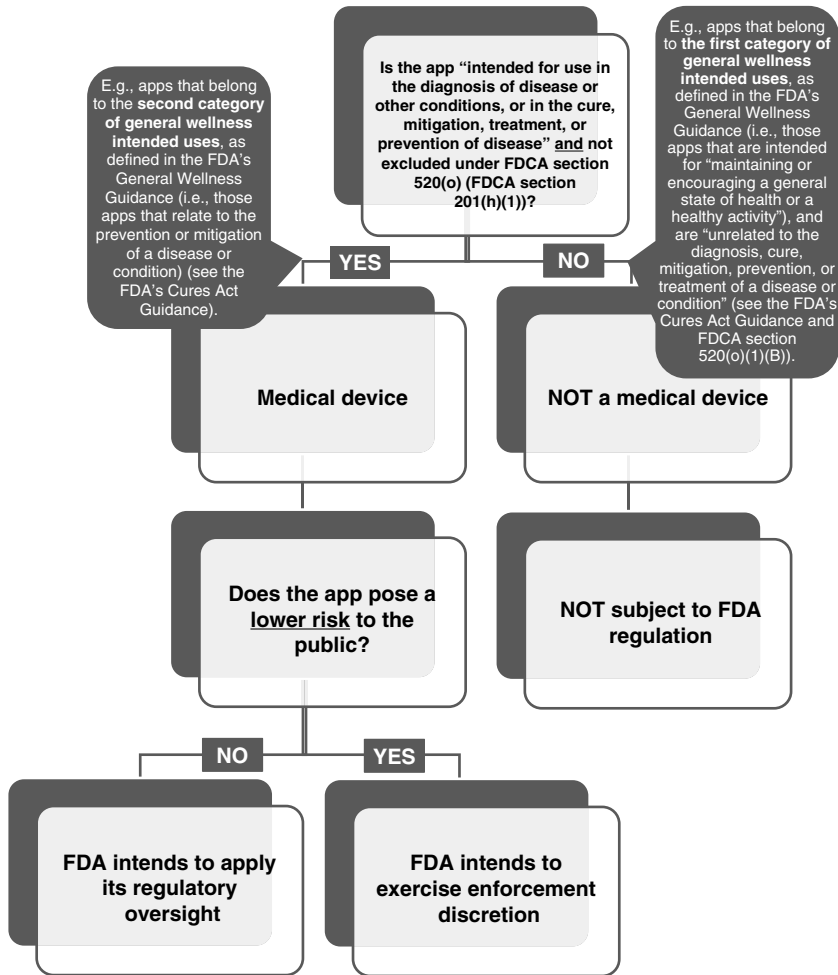 Is the app “intended for use in
the diagnosis of disease or
other conditions, or in the cure,
mitigation, treatment, or
prevention of disease” and not
excluded under FDCA section
520(o) (FDCA section
201(h)(1))?
E.g., apps that belong
to the second category
of general wellness
intended uses, as
defined in the FDA’s
General Wellness
Guidance (i.e., those
apps that relate to the
prevention or mitigation
of a disease or
condition) (see the
FDA’s Cures Act
Guidance).
E.g., apps that belong
to the first category of
general wellness
intended uses, as
defined in the FDA’s
General Wellness
Guidance (i.e., those
apps that are intended
for “maintaining or
encouraging a general
state of health or a
healthy activity”), and
are “unrelated to the
diagnosis, cure,
mitigation, prevention, or
treatment of a disease or
condition” (see the FDA’s
Cures Act Guidance and
FDCA section
520(o)(1)(B)).
YES
NO
Medical device
NOT a medical device
Does the app pose a
lower risk to the
public?
NOT subject to FDA
regulation
NO
YES
FDA intends to apply
its regulatory
oversight
FDA intends to
exercise enforcement
discretion